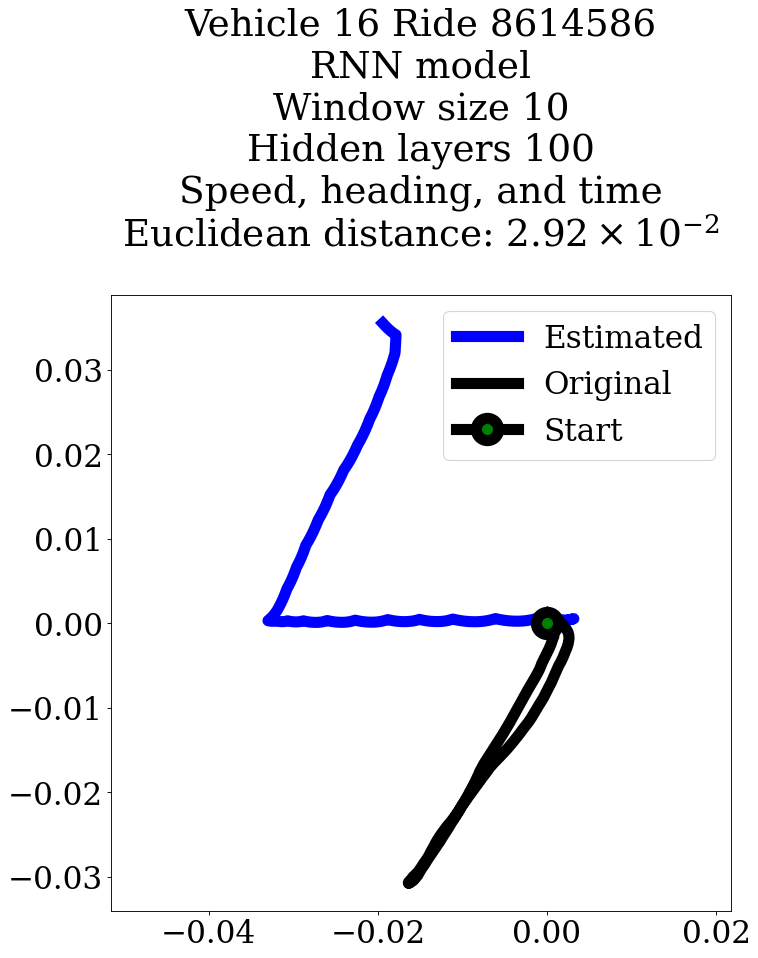 Vehicle 16 Ride 8614586
RNN model
Window size 10
Hidden layers 100
Speed, heading, and time
Euclidean distance: 2.92 × 10⁻²
Estimated
Original
Start
0.03
0.02
0.01
0.00
−0.01
−0.02
−0.03
−0.04 −0.02 0.00 0.02